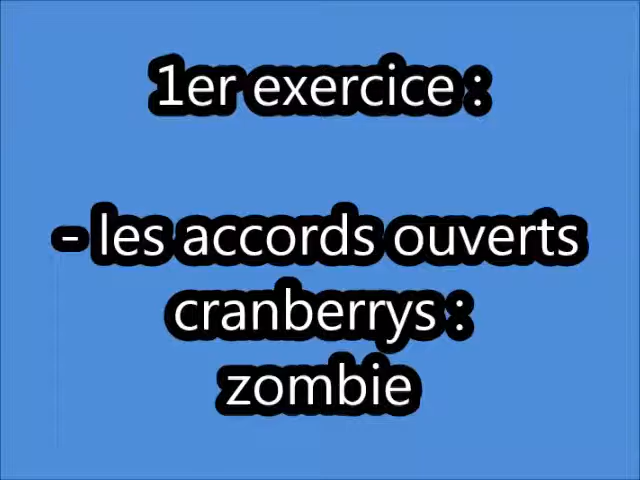 1er exercice :
- les accords ouverts
cranberrys :
zombie